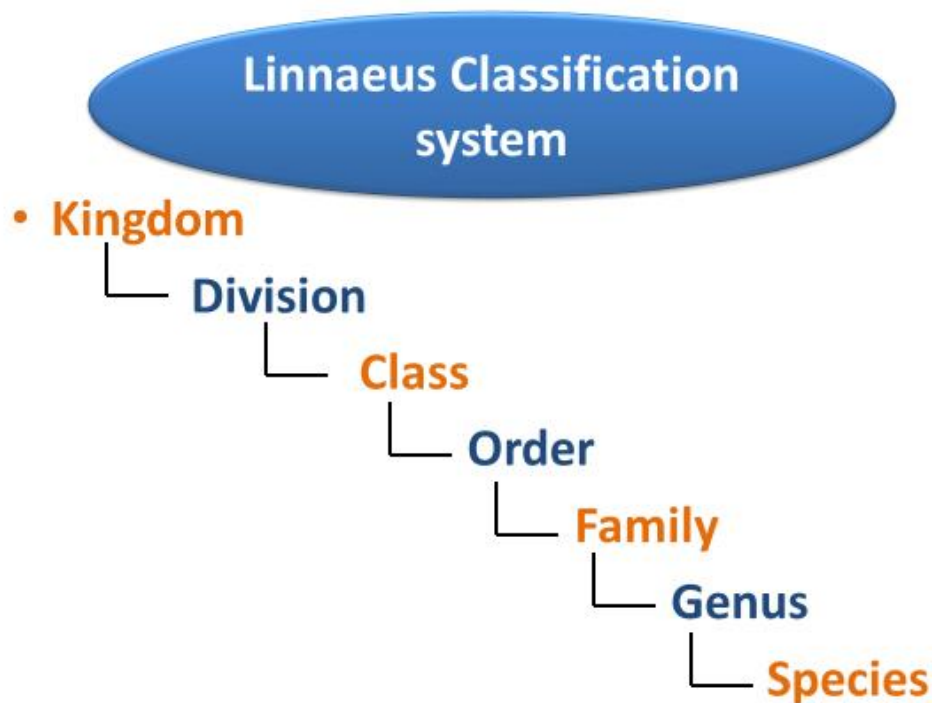 Linnaeus Classification
system
• Kingdom
Division
Class
Order
Family
Genus
Species